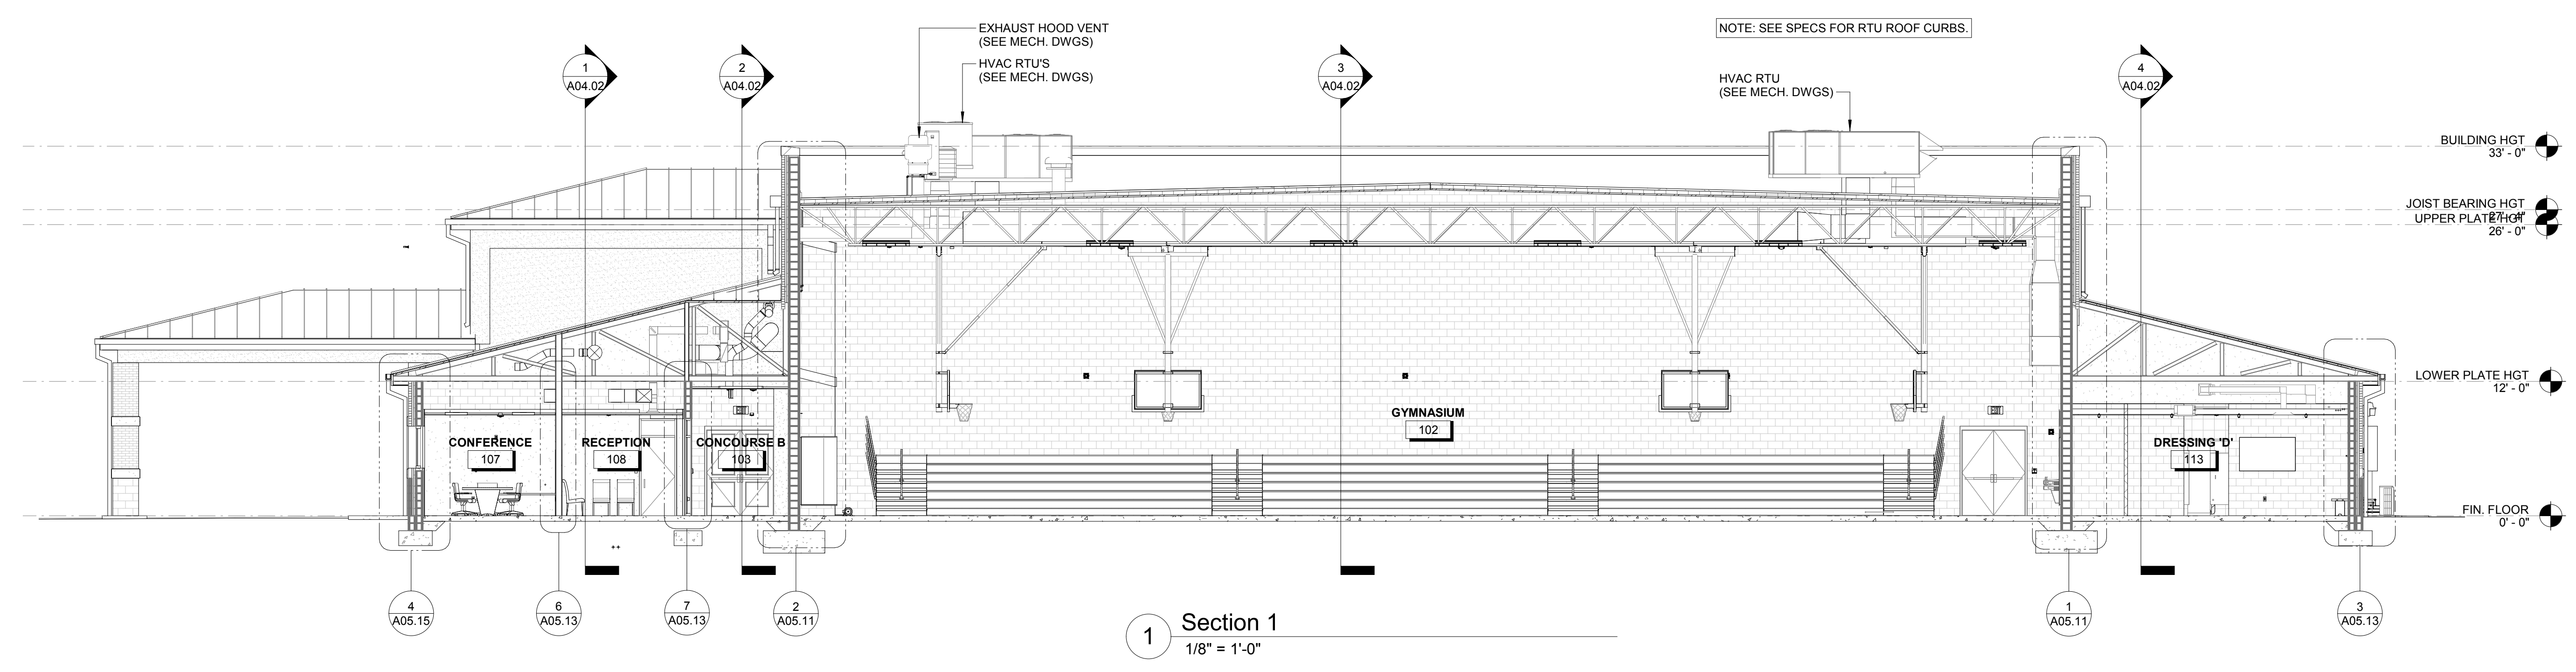 EXHAUST HOOD VENT
(SEE MECH. DWGS)
HVAC RTU'S
(SEE MECH. DWGS)
NOTE: SEE SPECS FOR RTU ROOF CURBS.
HVAC RTU
(SEE MECH. DWGS)
1
A04.02
2
A04.02
3
A04.02
4
A04.02
BUILDING HGT
33' - 0"
JOIST BEARING HGT
27' - 4"
UPPER PLATE HGT
26' - 0"
LOWER PLATE HGT
12' - 0"
FIN. FLOOR
0' - 0"
GYMNASIUM
102
CONFERENCE
107
RECEPTION
108
CONCOURSE B
103
DRESSING 'D'
113
4
A05.15
6
A05.13
7
A05.13
2
A05.11
1
A05.11
3
A05.13
1
Section 1
1/8" = 1'-0"